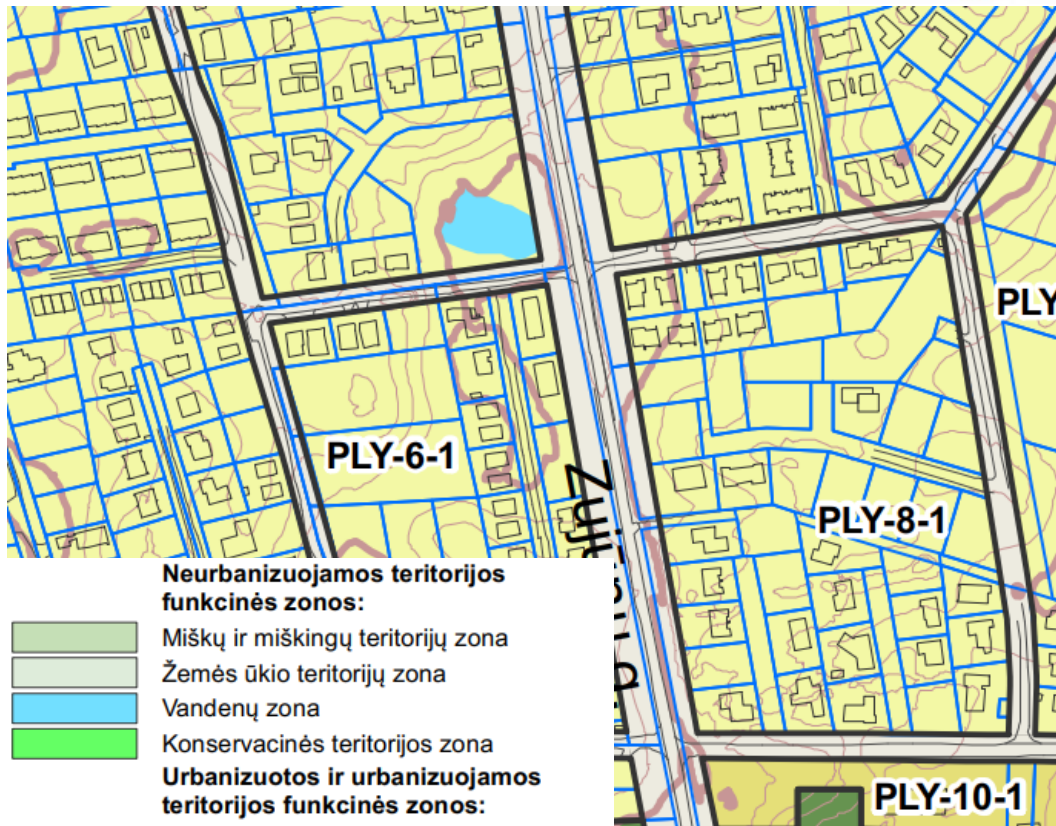 PLY
PLY-6-1
PLY-8-1
Neurbanizuojamos teritorijos
funkcinės zonos:
Miškų ir miškingų teritorijų zona
Žemės ūkio teritorijų zona
Vandenų zona
Konservacinės teritorijos zona
Urbanizuotos ir urbanizuojamos
teritorijos funkcinės zonos:
PLY-10-1